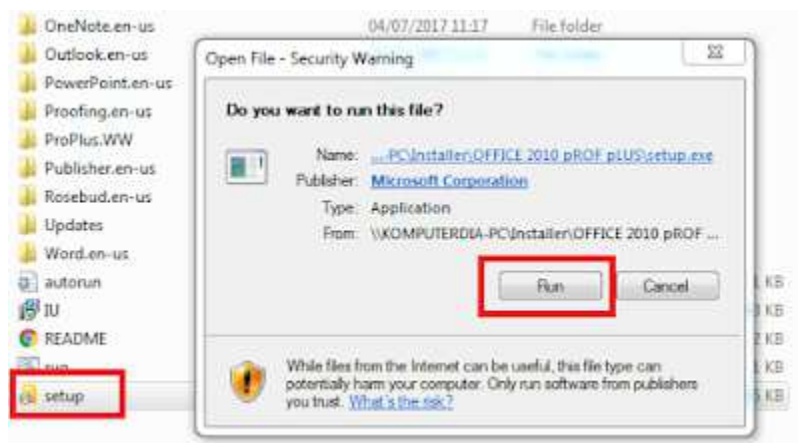 OneNote.en-us 04/07/2017 11:17 File folder
Outlook.en-us
PowerPoint.en-us
Proofing.en-us
ProPlus.WW
Publisher.en-us
Rosebud.en-us
Updates
Word.en-us
autorun
IU
README
setup
Open File - Security Warning
Do you want to run this file?
Name: ...-PC\Installer\OFFICE 2010 pROF pLUS\setup.exe
Publisher: Microsoft Corporation
Type: Application
From: \\KOMPUTERDIA-PC\Installer\OFFICE 2010 pROF ...
Run Cancel
While files from the Internet can be useful, this file type can
potentially harm your computer. Only run software from publishers
you trust. What's the risk?
KB
KB
KB
KB
KB